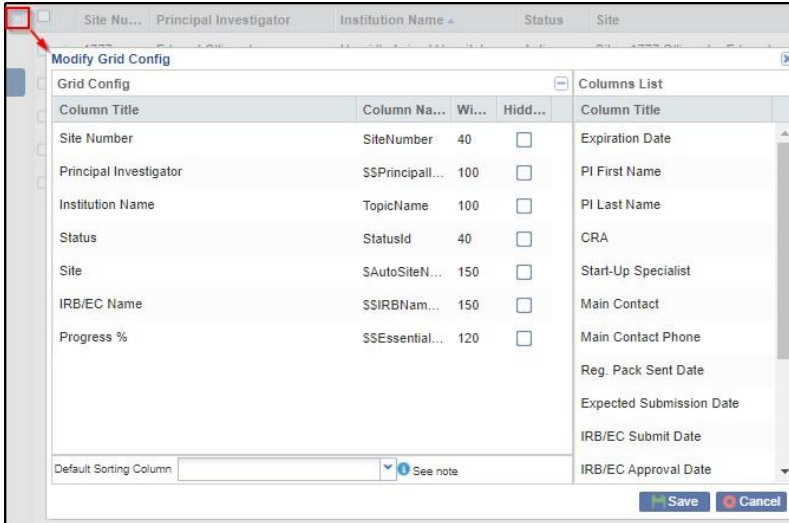 Site Nu... Principal Investigator Institution Name Status Site
Modify Grid Config
Grid Config Columns List
Column Title Column Na... Wi... Hidd... Column Title
Site Number SiteNumber 40 Expiration Date
Principal Investigator $$Principall... 100 PI First Name
Institution Name TopicName 100 PI Last Name
Status StatusId 40 CRA
Site $AutoSiteN... 150 Start-Up Specialist
IRB/EC Name $$IRBNam... 150 Main Contact
Progress % $$Essential... 120 Main Contact Phone
Reg. Pack Sent Date
Expected Submission Date
IRB/EC Submit Date
Default Sorting Column See note IRB/EC Approval Date
Save Cancel